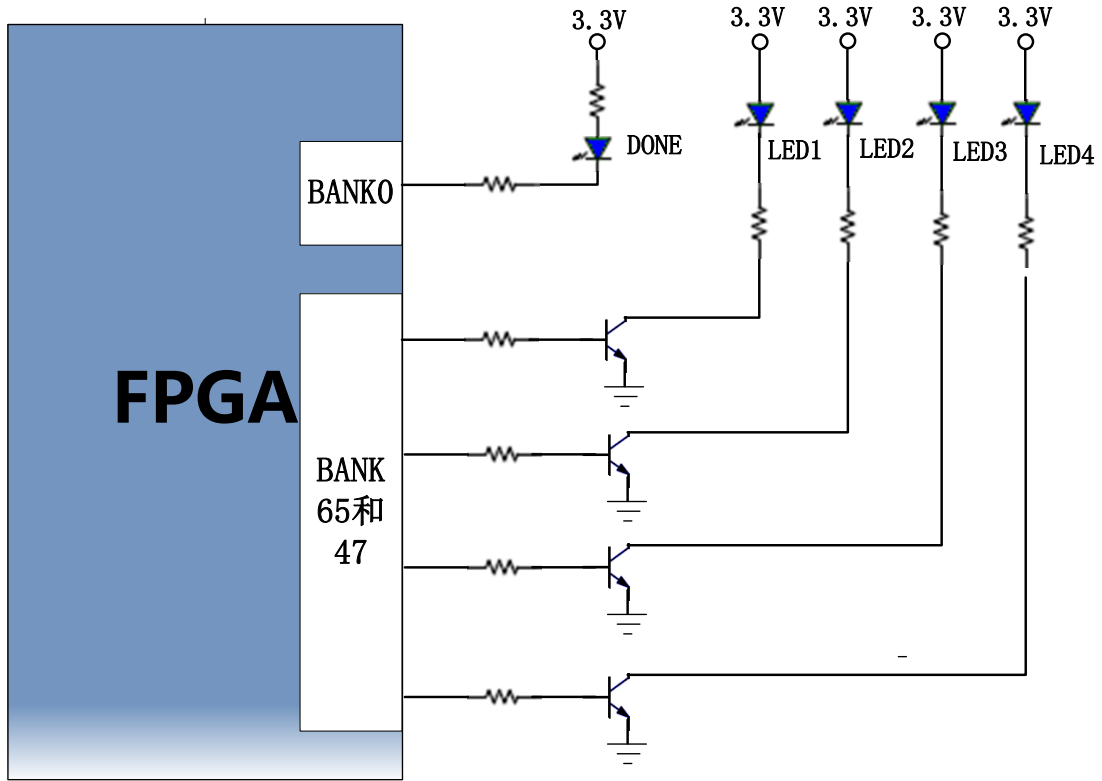 3.3V
3.3V
3.3V
3.3V
3.3V
DONE
LED1
LED2
LED3
LED4
BANK0
FPGA
BANK
65和
47